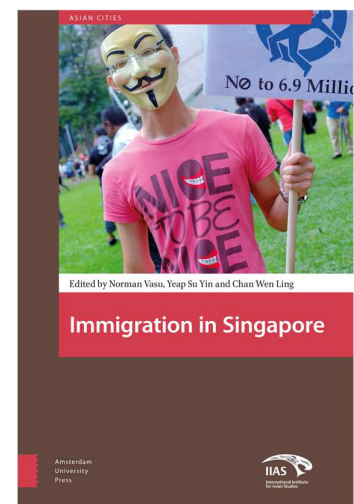 ASIAN CITIES
NO to 6.9 Millio
NICE
TO BE
NICE
Edited by Norman Vasu, Yeap Su Yin and Chan Wen Ling
Immigration in Singapore
Amsterdam
University
Press
IIAS
International Institute
for Asian Studies